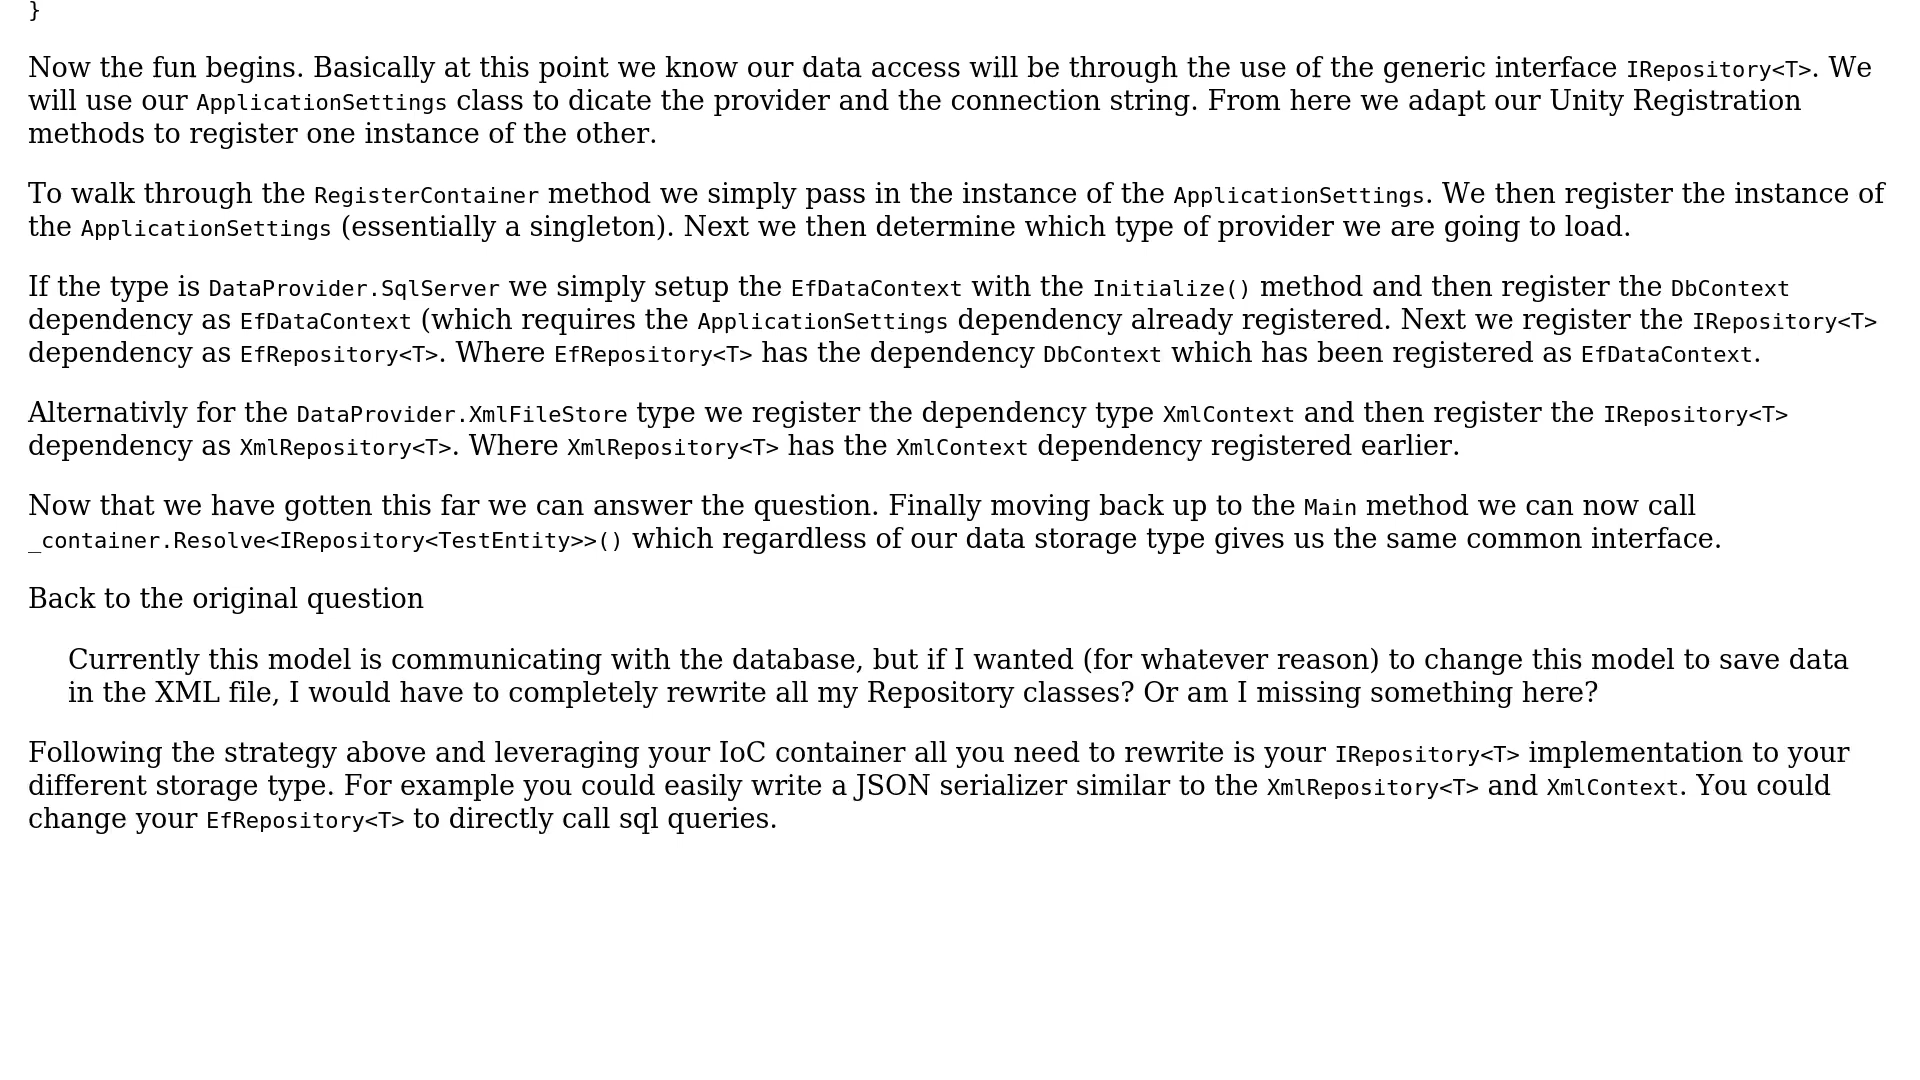 }
Now the fun begins. Basically at this point we know our data access will be through the use of the generic interface IRepository<T>. We
will use our ApplicationSettings class to dicate the provider and the connection string. From here we adapt our Unity Registration
methods to register one instance of the other.
To walk through the RegisterContainer method we simply pass in the instance of the ApplicationSettings. We then register the instance of
the ApplicationSettings (essentially a singleton). Next we then determine which type of provider we are going to load.
If the type is DataProvider.SqlServer we simply setup the EfDataContext with the Initialize() method and then register the DbContext
dependency as EfDataContext (which requires the ApplicationSettings dependency already registered. Next we register the IRepository<T>
dependency as EfRepository<T>. Where EfRepository<T> has the dependency DbContext which has been registered as EfDataContext.
Alternativly for the DataProvider.XmlFileStore type we register the dependency type XmlContext and then register the IRepository<T>
dependency as XmlRepository<T>. Where XmlRepository<T> has the XmlContext dependency registered earlier.
Now that we have gotten this far we can answer the question. Finally moving back up to the Main method we can now call
_container.Resolve<IRepository<TestEntity>>() which regardless of our data storage type gives us the same common interface.
Back to the original question
Currently this model is communicating with the database, but if I wanted (for whatever reason) to change this model to save data
in the XML file, I would have to completely rewrite all my Repository classes? Or am I missing something here?
Following the strategy above and leveraging your IoC container all you need to rewrite is your IRepository<T> implementation to your
different storage type. For example you could easily write a JSON serializer similar to the XmlRepository<T> and XmlContext. You could
change your EfRepository<T> to directly call sql queries.